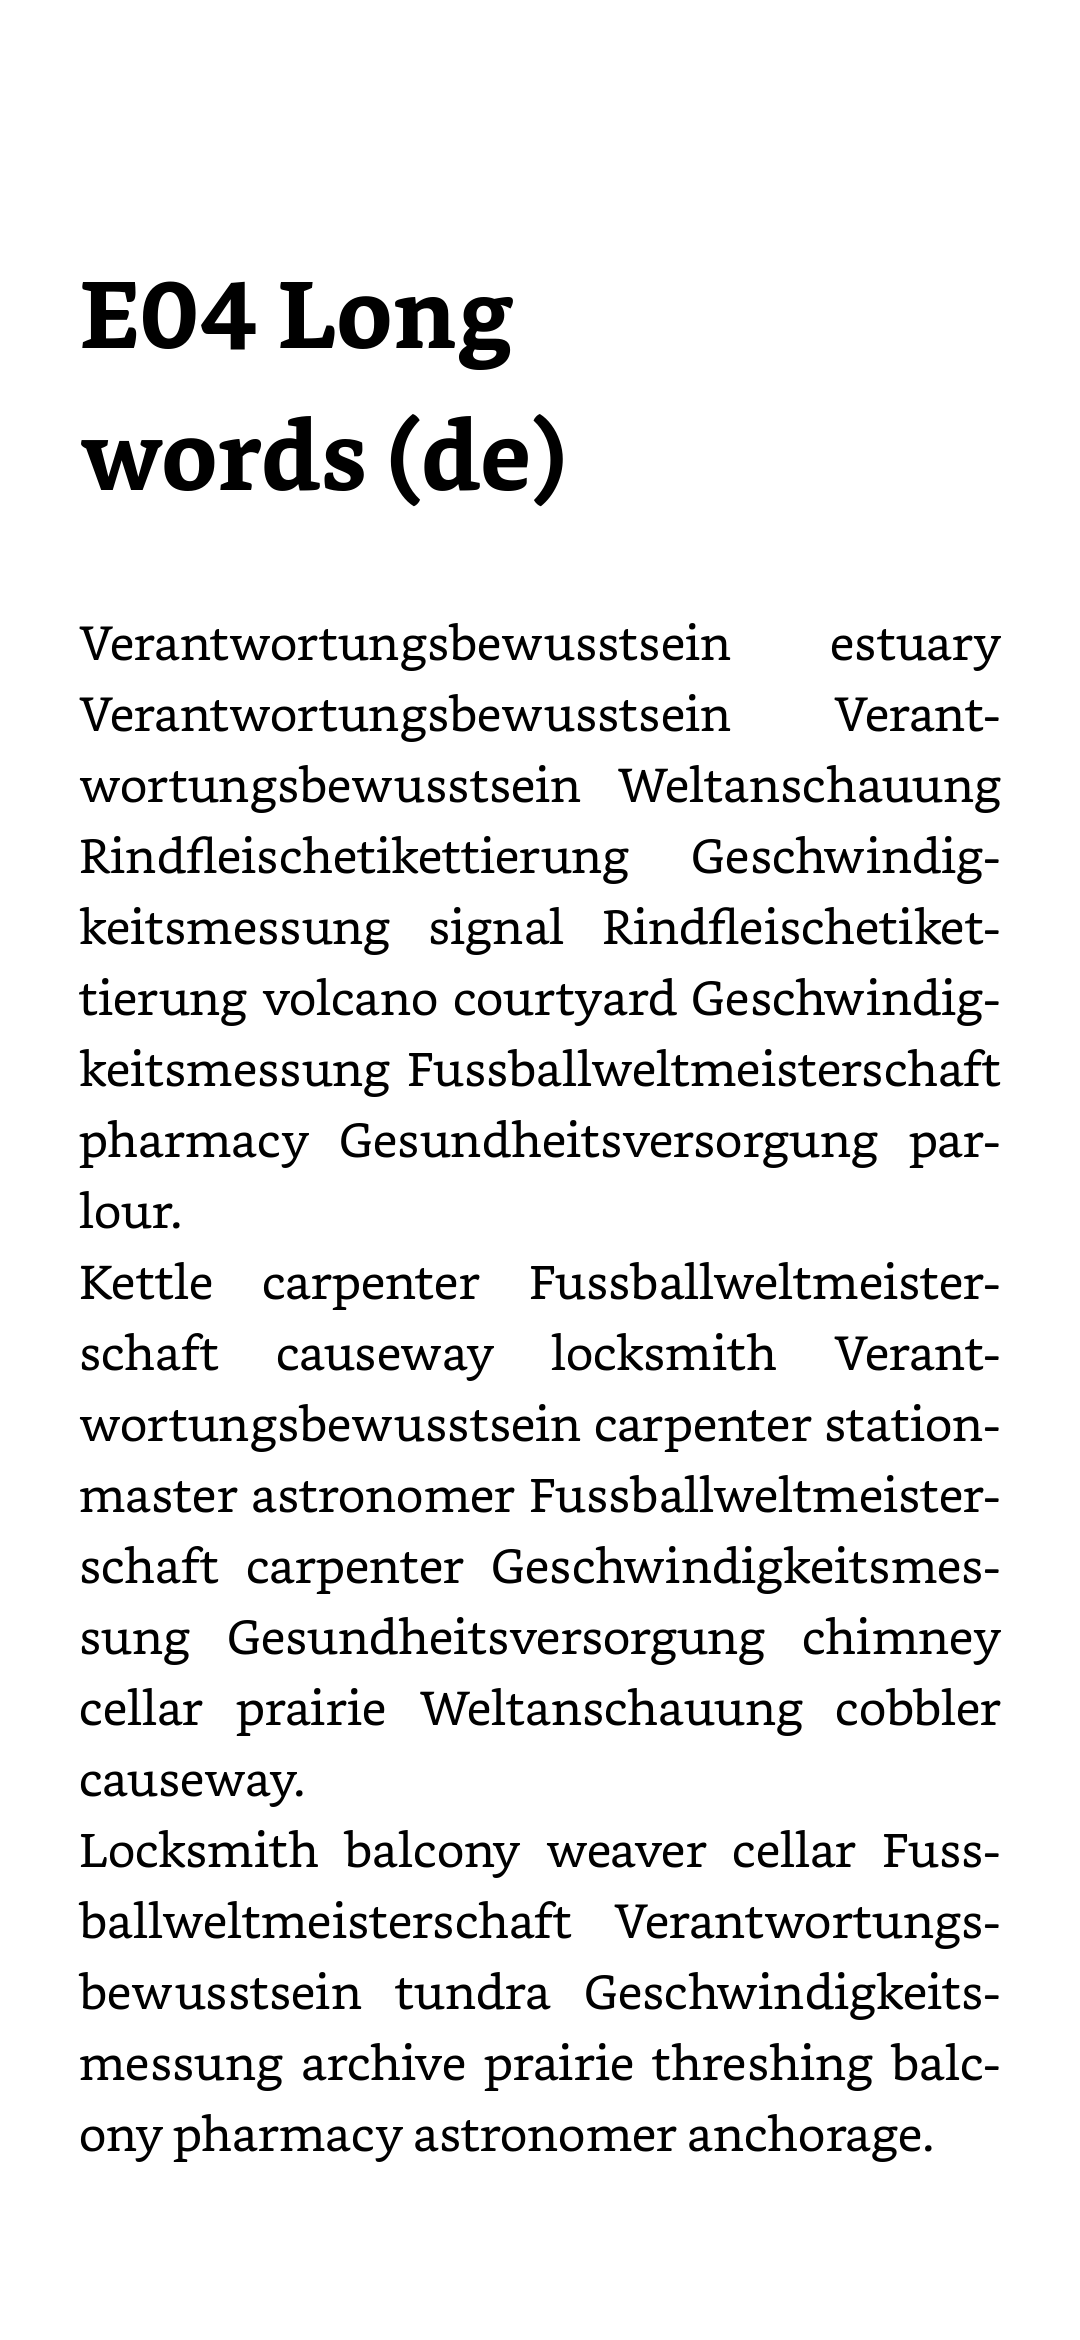 E04 Long
words (de)
Verantwortungsbewusstsein estuary
Verantwortungsbewusstsein Verant-
wortungsbewusstsein Weltanschauung
Rindfleischetikettierung Geschwindig-
keitsmessung signal Rindfleischetiket-
tierung volcano courtyard Geschwindig-
keitsmessung Fussballweltmeisterschaft
pharmacy Gesundheitsversorgung par-
lour.
Kettle carpenter Fussballweltmeister-
schaft causeway locksmith Verant-
wortungsbewusstsein carpenter station-
master astronomer Fussballweltmeister-
schaft carpenter Geschwindigkeitsmes-
sung Gesundheitsversorgung chimney
cellar prairie Weltanschauung cobbler
causeway.
Locksmith balcony weaver cellar Fuss-
ballweltmeisterschaft Verantwortungs-
bewusstsein tundra Geschwindigkeits-
messung archive prairie threshing balc-
ony pharmacy astronomer anchorage.